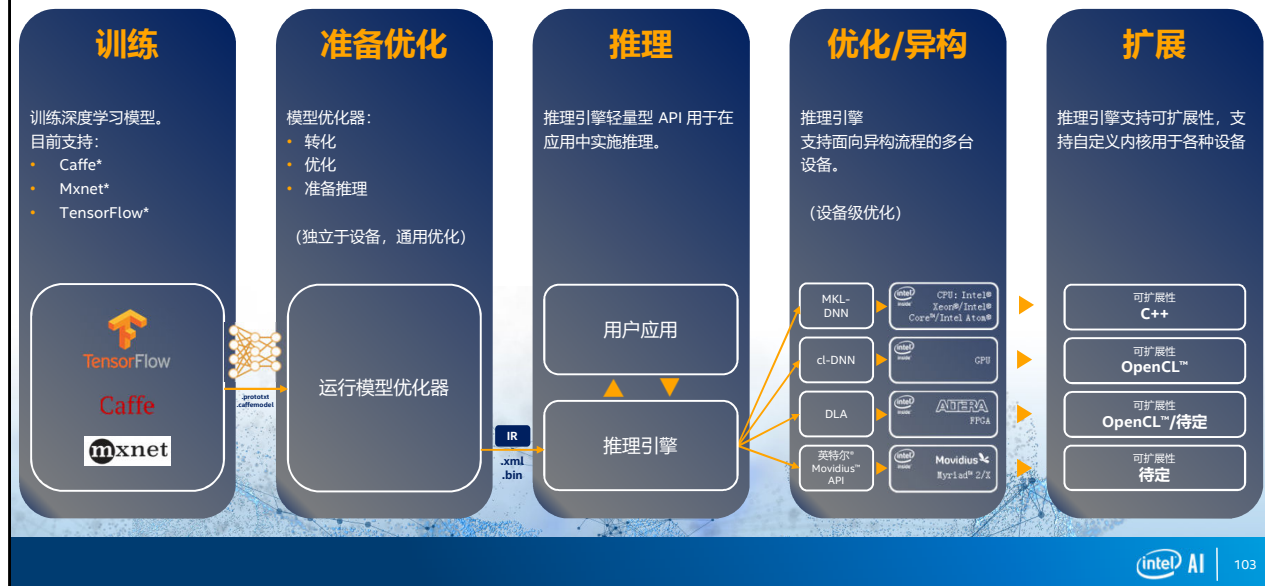 训练
训练深度学习模型。
目前支持：
• Caffe*
• Mxnet*
• TensorFlow*
TensorFlow
Caffe
mxnet
.prototxt
.caffemodel
准备优化
模型优化器：
• 转化
• 优化
• 准备推理
（独立于设备，通用优化）
运行模型优化器
IR
.xml
.bin
推理
推理引擎轻量型 API 用于在
应用中实施推理。
用户应用
推理引擎
优化/异构
推理引擎
支持面向异构流程的多台
设备。
（设备级优化）
MKL-
DNN
intel inside
CPU: Intel®
Xeon®/Intel®
Core™/Intel Atom®
cl-DNN
intel inside
GPU
DLA
intel inside
ALTERA
FPGA
英特尔®
Movidius™
API
intel inside
Movidius
Myriad™ 2/X
扩展
推理引擎支持可扩展性，支
持自定义内核用于各种设备
可扩展性
C++
可扩展性
OpenCL™
可扩展性
OpenCL™/待定
可扩展性
待定
intel AI
103